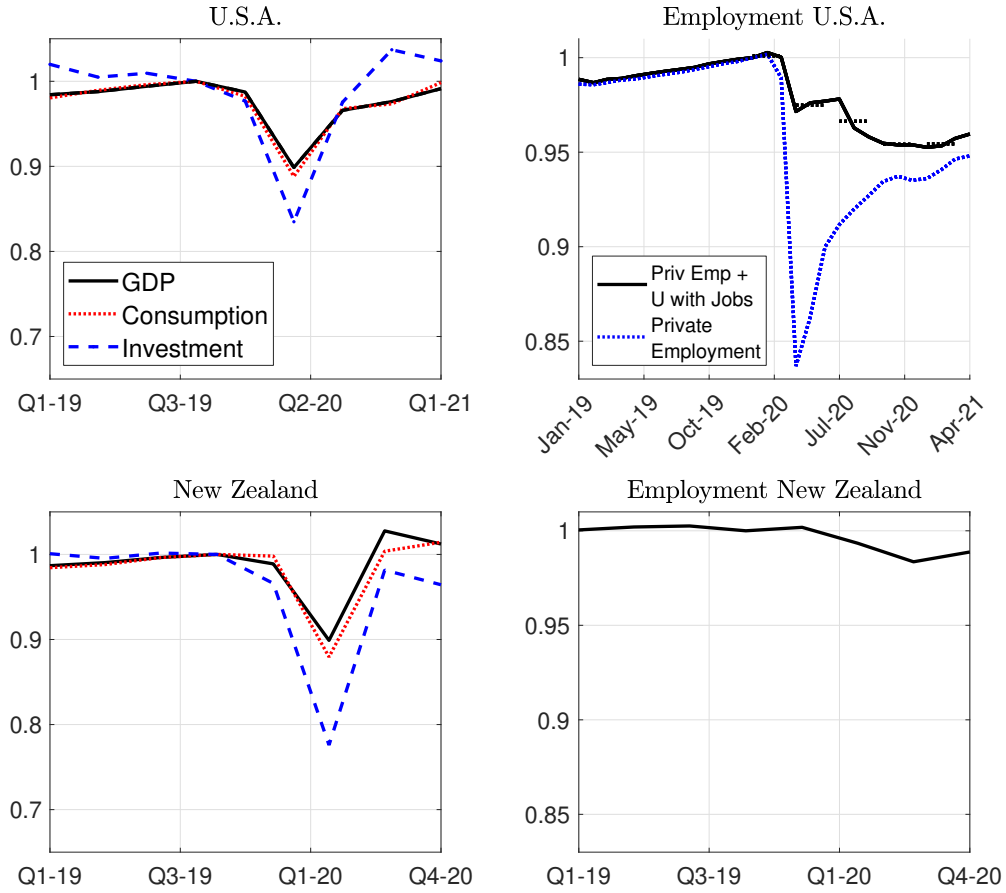 U.S.A.
1
0.9
0.8
0.7
GDP
Consumption
Investment
Q1-19
Q3-19
Q2-20
Q1-21
Employment U.S.A.
1
0.95
0.9
0.85
Priv Emp +
U with Jobs
Private
Employment
Jan-19
May-19
Oct-19
Feb-20
Jul-20
Nov-20
Apr-21
New Zealand
1
0.9
0.8
0.7
Q1-19
Q3-19
Q1-20
Q4-20
Employment New Zealand
1
0.95
0.9
0.85
Q1-19
Q3-19
Q1-20
Q4-20